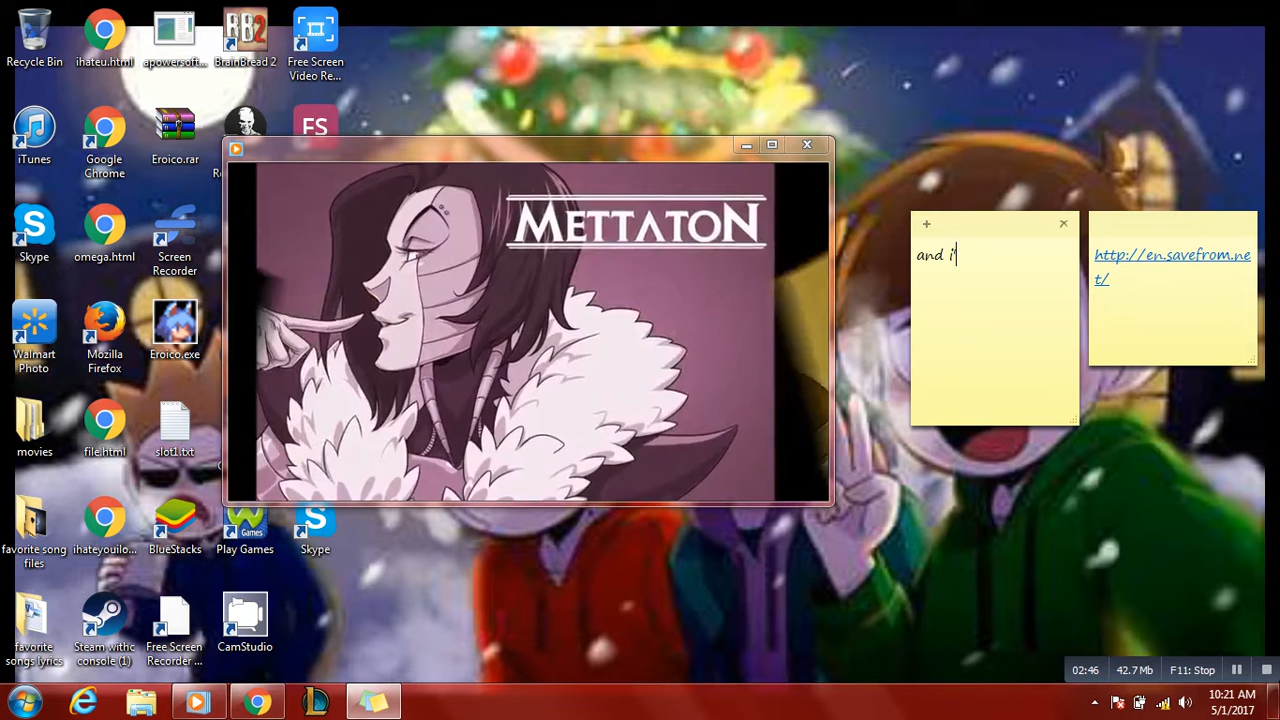 Recycle Bin
ihateu.html
apowersoft...
BrainBread 2
Free Screen
Video Re...
BB2
iTunes
Google
Chrome
Eroico.rar
FS
Skype
omega.html
Screen
Recorder
Walmart
Photo
Mozilla
Firefox
Eroico.exe
movies
file.html
slot1.txt
favorite song
files
ihateyouilo...
BlueStacks
Games
Play Games
Skype
favorite
songs lyrics
Steam withc
console (1)
Free Screen
Recorder ...
CamStudio
METTATON
and i'
http://en.savefrom.ne
t/
02:46
42.7 Mb
F11: Stop
10:21 AM
5/1/2017